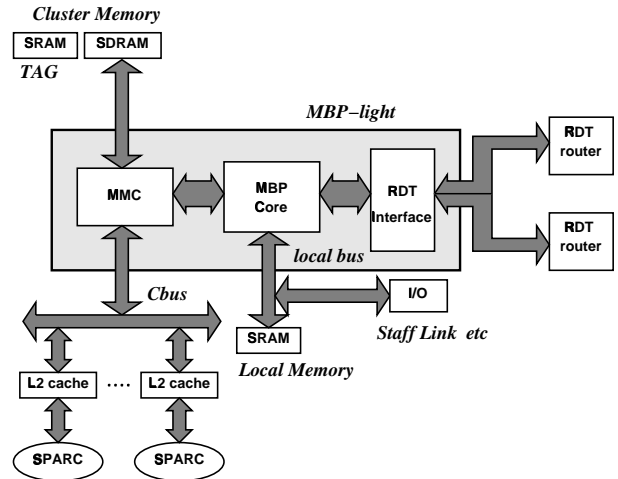 Cluster Memory
SRAM
SDRAM
TAG
MBP-light
RDT
router
MMC
MBP
Core
RDT
Interface
RDT
router
local bus
Cbus
I/O
Staff Link etc
SRAM
Local Memory
L2 cache
....
L2 cache
SPARC
SPARC